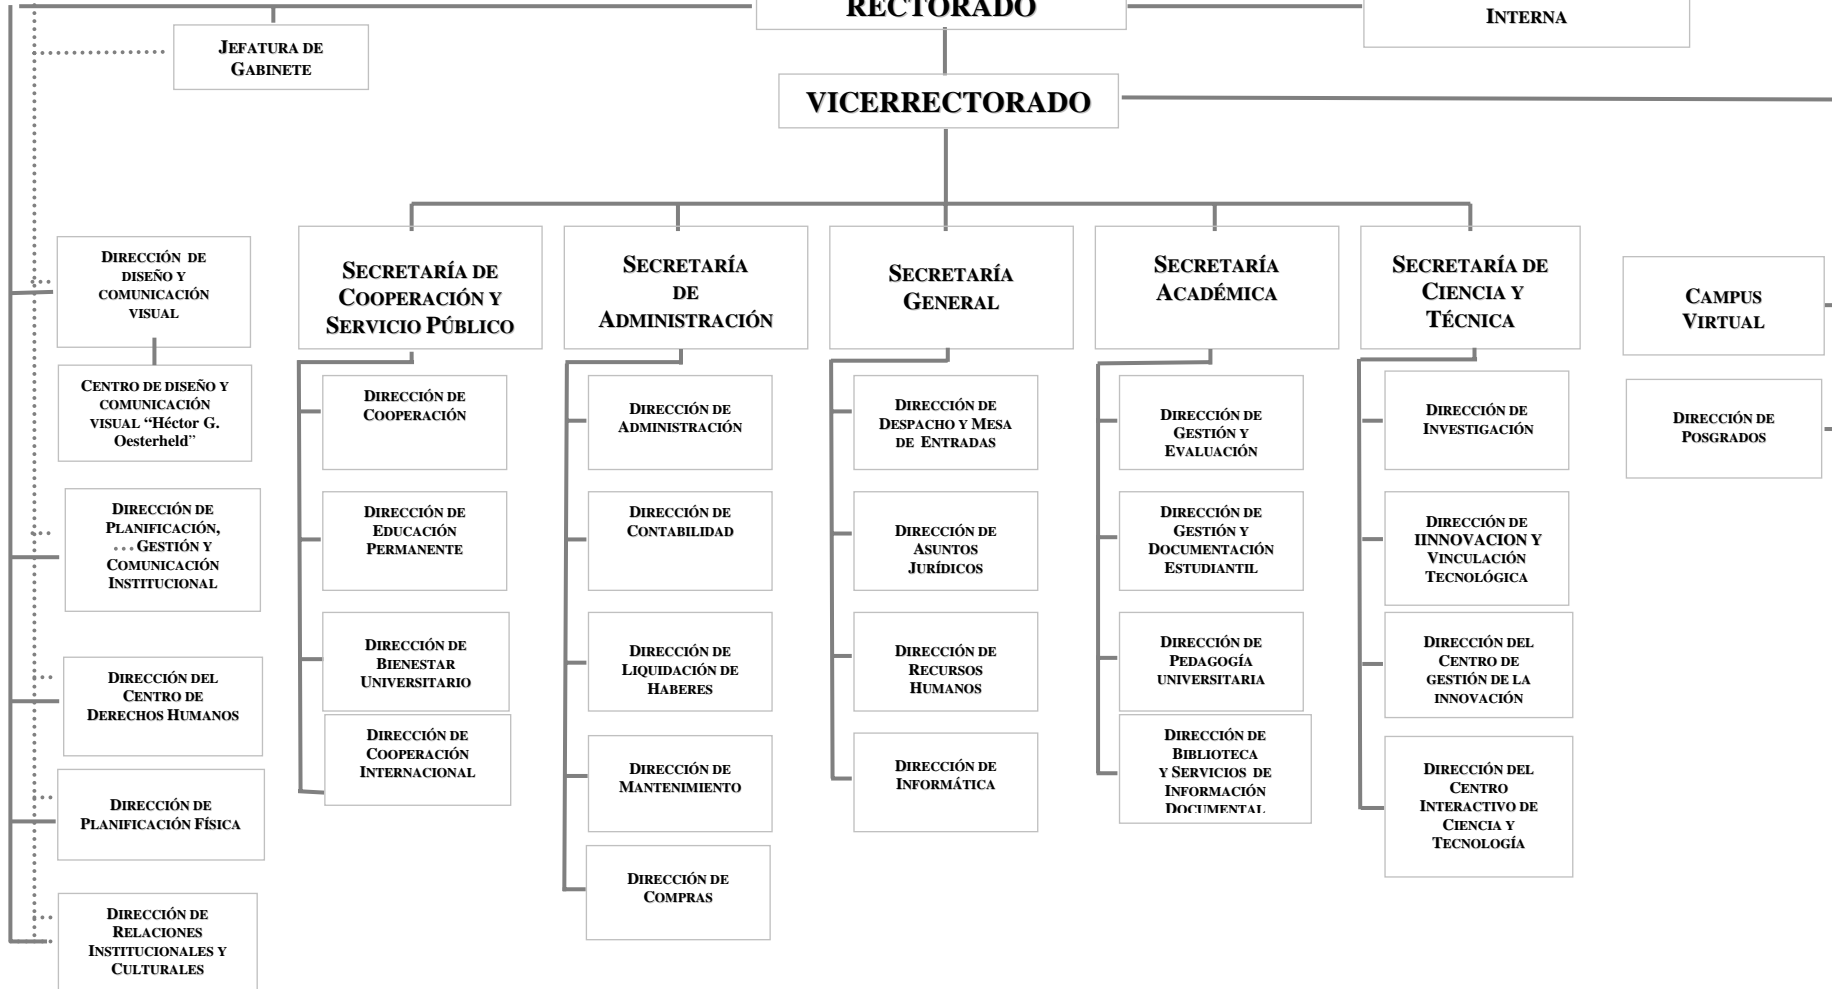 RECTORADO
INTERNA
JEFATURA DE
GABINETE
VICERRECTORADO
DIRECCIÓN DE
DISEÑO Y
COMUNICACIÓN
VISUAL
CENTRO DE DISEÑO Y
COMUNICACIÓN
VISUAL “Héctor G.
Oesterheld”
DIRECCIÓN DE
PLANIFICACIÓN,
GESTIÓN Y
COMUNICACIÓN
INSTITUCIONAL
DIRECCIÓN DEL
CENTRO DE
DERECHOS HUMANOS
DIRECCIÓN DE
PLANIFICACIÓN FÍSICA
DIRECCIÓN DE
RELACIONES
INSTITUCIONALES Y
CULTURALES
SECRETARÍA DE
COOPERACIÓN Y
SERVICIO PÚBLICO
DIRECCIÓN DE
COOPERACIÓN
DIRECCIÓN DE
EDUCACIÓN
PERMANENTE
DIRECCIÓN DE
BIENESTAR
UNIVERSITARIO
DIRECCIÓN DE
COOPERACIÓN
INTERNACIONAL
SECRETARÍA
DE
ADMINISTRACIÓN
DIRECCIÓN DE
ADMINISTRACIÓN
DIRECCIÓN DE
CONTABILIDAD
DIRECCIÓN DE
LIQUIDACIÓN DE
HABERES
DIRECCIÓN DE
MANTENIMIENTO
DIRECCIÓN DE
COMPRAS
SECRETARÍA
GENERAL
DIRECCIÓN DE
DESPACHO Y MESA
DE ENTRADAS
DIRECCIÓN DE
ASUNTOS
JURÍDICOS
DIRECCIÓN DE
RECURSOS
HUMANOS
DIRECCIÓN DE
INFORMÁTICA
SECRETARÍA
ACADÉMICA
DIRECCIÓN DE
GESTIÓN Y
EVALUACIÓN
DIRECCIÓN DE
GESTIÓN Y
DOCUMENTACIÓN
ESTUDIANTIL
DIRECCIÓN DE
PEDAGOGÍA
UNIVERSITARIA
DIRECCIÓN DE
BIBLIOTECA
Y SERVICIOS DE
INFORMACIÓN
DOCUMENTAL
SECRETARÍA DE
CIENCIA Y
TÉCNICA
DIRECCIÓN DE
INVESTIGACIÓN
DIRECCIÓN DE
IINNOVACION Y
VINCULACIÓN
TECNOLÓGICA
DIRECCIÓN DEL
CENTRO DE
GESTIÓN DE LA
INNOVACIÓN
DIRECCIÓN DEL
CENTRO
INTERACTIVO DE
CIENCIA Y
TECNOLOGÍA
CAMPUS
VIRTUAL
DIRECCIÓN DE
POSGRADOS